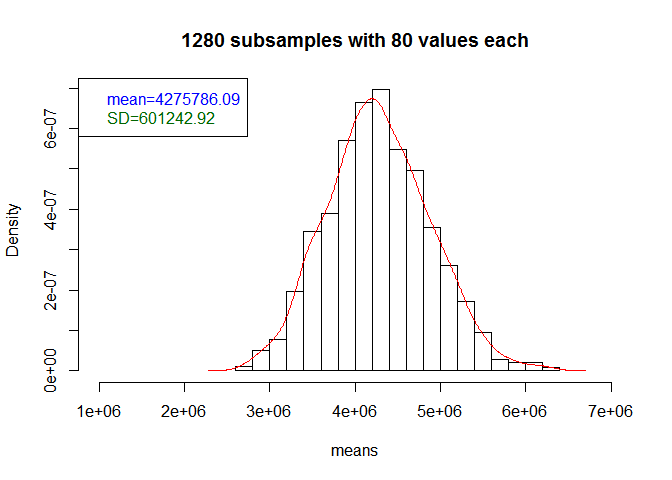 1280 subsamples with 80 values each
mean=4275786.09
SD=601242.92
Density
6e-07
4e-07
2e-07
0e+00
1e+06 2e+06 3e+06 4e+06 5e+06 6e+06 7e+06
means